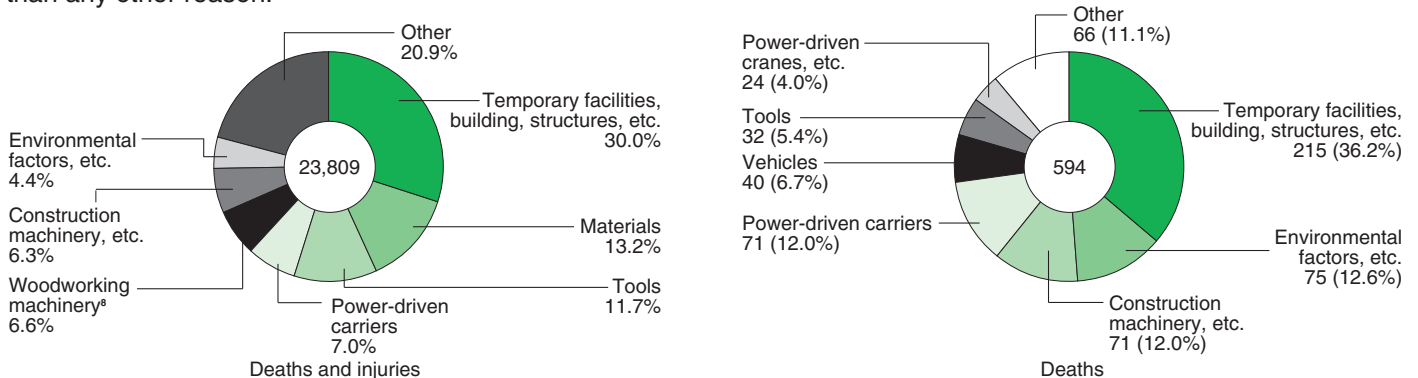 than any other reason.
Other
20.9%
Temporary facilities,
building, structures, etc.
30.0%
Materials
13.2%
Tools
11.7%
Power-driven
carriers
7.0%
Woodworking
machinery⁸
6.6%
Construction
machinery, etc.
6.3%
Environmental
factors, etc.
4.4%
23,809
Deaths and injuries
Other
66 (11.1%)
Temporary facilities,
building, structures, etc.
215 (36.2%)
Environmental
factors, etc.
75 (12.6%)
Construction
machinery, etc.
71 (12.0%)
Power-driven carriers
71 (12.0%)
Vehicles
40 (6.7%)
Tools
32 (5.4%)
Power-driven
cranes, etc.
24 (4.0%)
594
Deaths